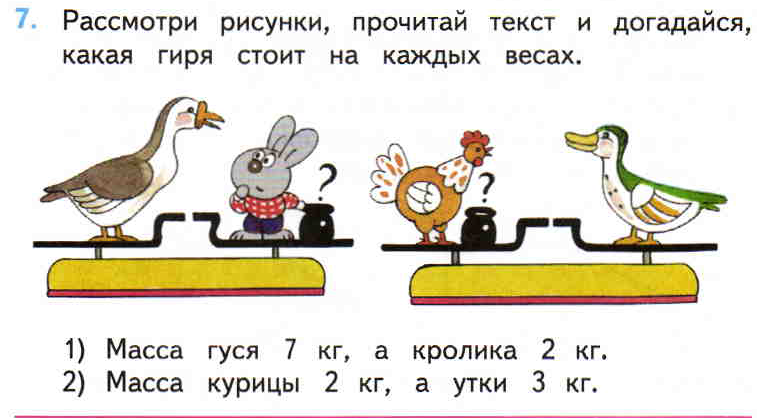 7. Рассмотри рисунки, прочитай текст и догадайся,
какая гиря стоит на каждых весах.
?
?
1) Масса гуся 7 кг, а кролика 2 кг.
2) Масса курицы 2 кг, а утки 3 кг.